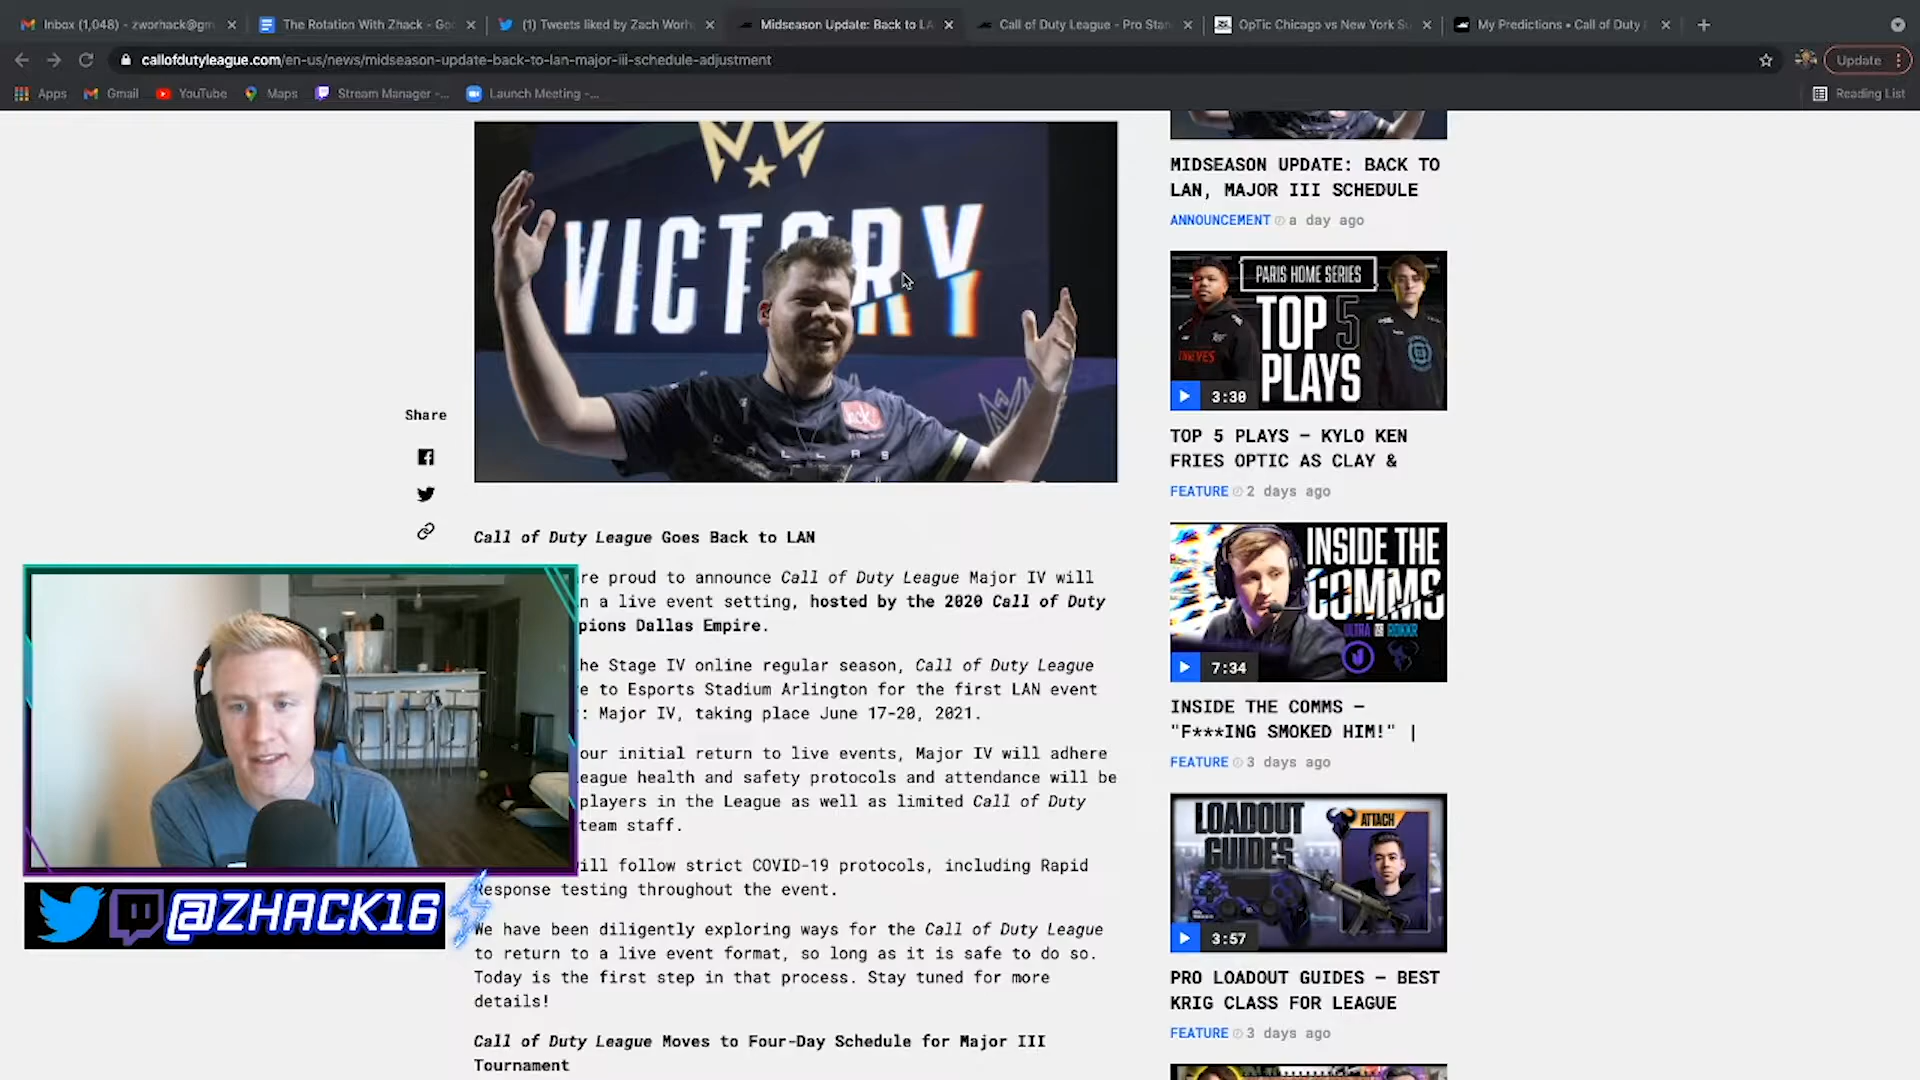 Inbox (1,048) - zworhack@gm
The Rotation With Zhack - Goo
(1) Tweets liked by Zach Worh
Midseason Update: Back to LA
Call of Duty League - Pro Stan
OpTic Chicago vs New York Su
My Predictions • Call of Duty
callofdutyleague.com/en-us/news/midseason-update-back-to-lan-major-iii-schedule-adjustment
Update
Apps
Gmail
YouTube
Maps
Stream Manager -...
Launch Meeting -...
Reading List
VICTORY
DALLAS
Share
Call of Duty League Goes Back to LAN
re proud to announce Call of Duty League Major IV will
n a live event setting, hosted by the 2020 Call of Duty
pions Dallas Empire.
he Stage IV online regular season, Call of Duty League
e to Esports Stadium Arlington for the first LAN event
: Major IV, taking place June 17-20, 2021.
our initial return to live events, Major IV will adhere
eague health and safety protocols and attendance will be
players in the League as well as limited Call of Duty
team staff.
ill follow strict COVID-19 protocols, including Rapid
Response testing throughout the event.
We have been diligently exploring ways for the Call of Duty League
to return to a live event format, so long as it is safe to do so.
Today is the first step in that process. Stay tuned for more
details!
Call of Duty League Moves to Four-Day Schedule for Major III
Tournament
@ZHACK16
MIDSEASON UPDATE: BACK TO
LAN, MAJOR III SCHEDULE
ANNOUNCEMENT a day ago
PARIS HOME SERIES
TOP 5
PLAYS
THIEVES
3:30
TOP 5 PLAYS – KYLO KEN
FRIES OPTIC AS CLAY &
FEATURE 2 days ago
INSIDE THE
COMMS
ULTRA VS ROKKR
7:34
INSIDE THE COMMS –
"F***ING SMOKED HIM!" |
FEATURE 3 days ago
LOADOUT
GUIDES
ATTACH
3:57
PRO LOADOUT GUIDES – BEST
KRIG CLASS FOR LEAGUE
FEATURE 3 days ago